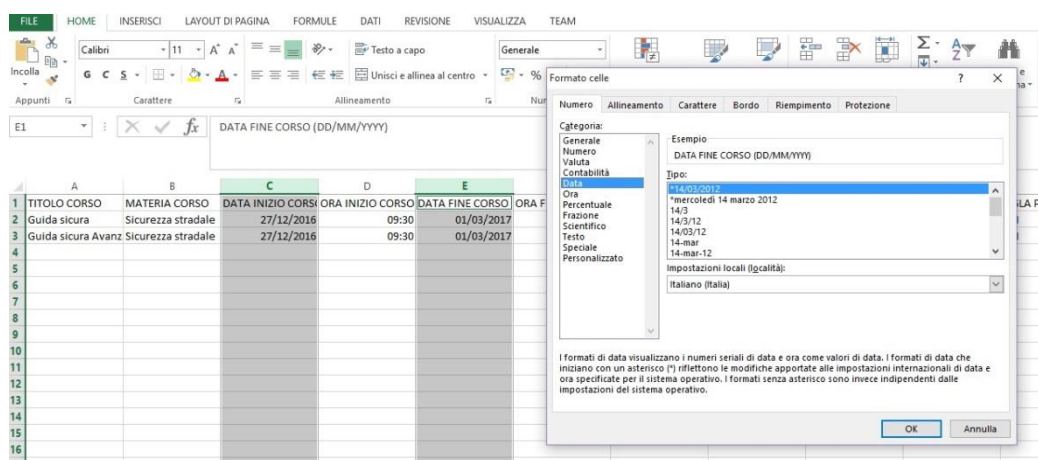 FILE HOME INSERISCI LAYOUT DI PAGINA FORMULE DATI REVISIONE VISUALIZZA TEAM
Incolla
Calibri 11
Testo a capo
Generale
G C S
Unisci e allinea al centro
%
Appunti Carattere Allineamento
E1 fx DATA FINE CORSO (DD/MM/YYYY)
A B C D E
1 TITOLO CORSO MATERIA CORSO DATA INIZIO CORS ORA INIZIO CORSO DATA FINE CORSO ORA F
2 Guida sicura Sicurezza stradale 27/12/2016 09:30 01/03/2017
3 Guida sicura Avanz Sicurezza stradale 27/12/2016 09:30 01/03/2017
4
5
6
7
8
9
10
11
12
13
14
15
16
Formato celle ? ×
Numero Allineamento Carattere Bordo Riempimento Protezione
Categoria:
Generale
Numero
Valuta
Contabilità
Data
Ora
Percentuale
Frazione
Scientifico
Testo
Speciale
Personalizzato
Esempio
DATA FINE CORSO (DD/MM/YYYY)
Tipo:
*14/03/2012
*mercoledì 14 marzo 2012
14/3
14/3/12
14/03/12
14-mar
14-mar-12
Impostazioni locali (località):
Italiano (Italia)
I formati di data visualizzano i numeri seriali di data e ora come valori di data. I formati di data che
iniziano con un asterisco (*) riflettono le modifiche apportate alle impostazioni internazionali di data e
ora specificate per il sistema operativo. I formati senza asterisco sono invece indipendenti dalle
impostazioni del sistema operativo.
OK Annulla